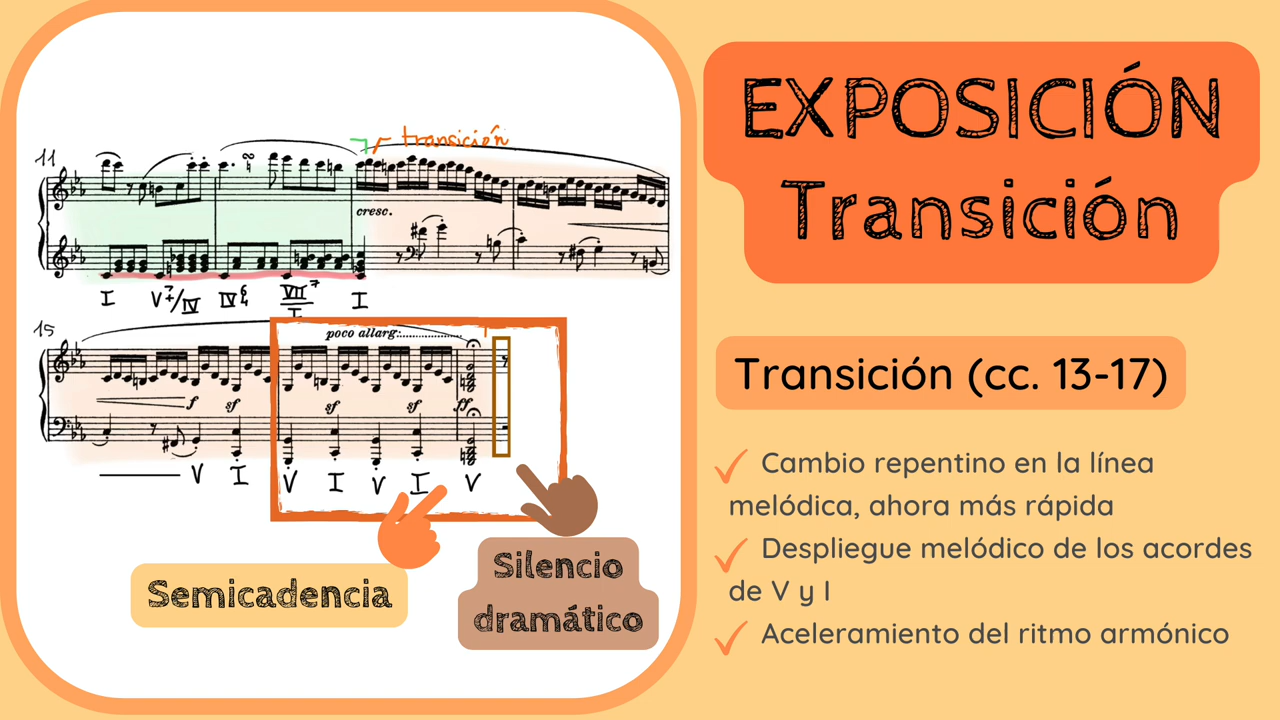 EXPOSICIÓN
Transición
11
transición
cresc.
I V7/IV IV6 VII7/I I
15
poco allarg.
f sf sf sf ff
V I V I V I V
Semicadencia
Silencio
dramático
Transición (cc. 13-17)
Cambio repentino en la línea
melódica, ahora más rápida
Despliegue melódico de los acordes
de V y I
Aceleramiento del ritmo armónico